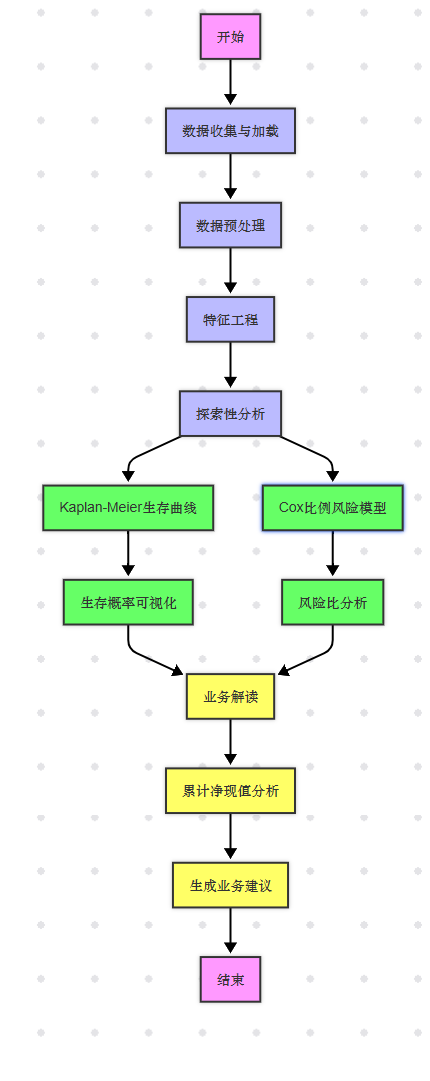 开始
数据收集与加载
数据预处理
特征工程
探索性分析
Kaplan-Meier生存曲线
Cox比例风险模型
生存概率可视化
风险比分析
业务解读
累计净现值分析
生成业务建议
结束